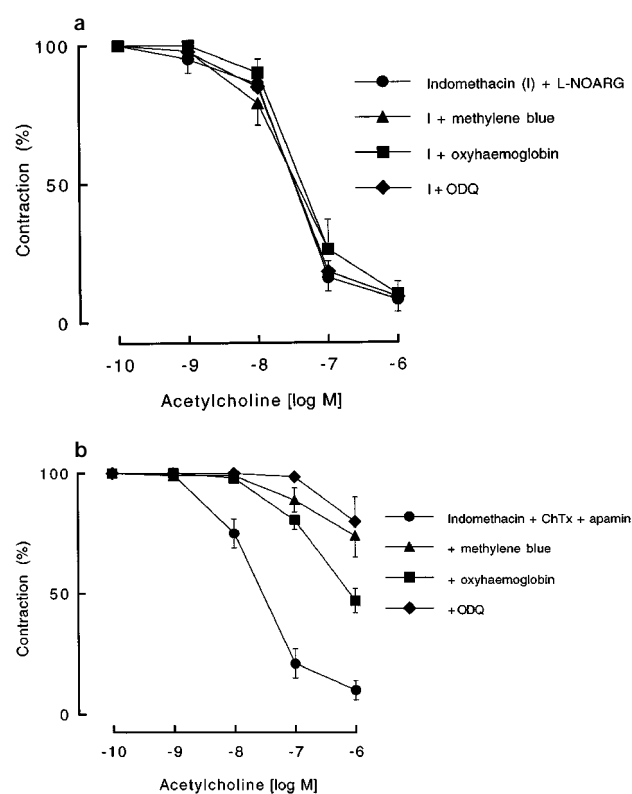 a
100
50
0
Contraction (%)
-10 -9 -8 -7 -6
Acetylcholine [log M]
Indomethacin (I) + L-NOARG
I + methylene blue
I + oxyhaemoglobin
I + ODQ
b
100
50
0
Contraction (%)
-10 -9 -8 -7 -6
Acetylcholine [log M]
Indomethacin + ChTx + apamin
+ methylene blue
+ oxyhaemoglobin
+ ODQ